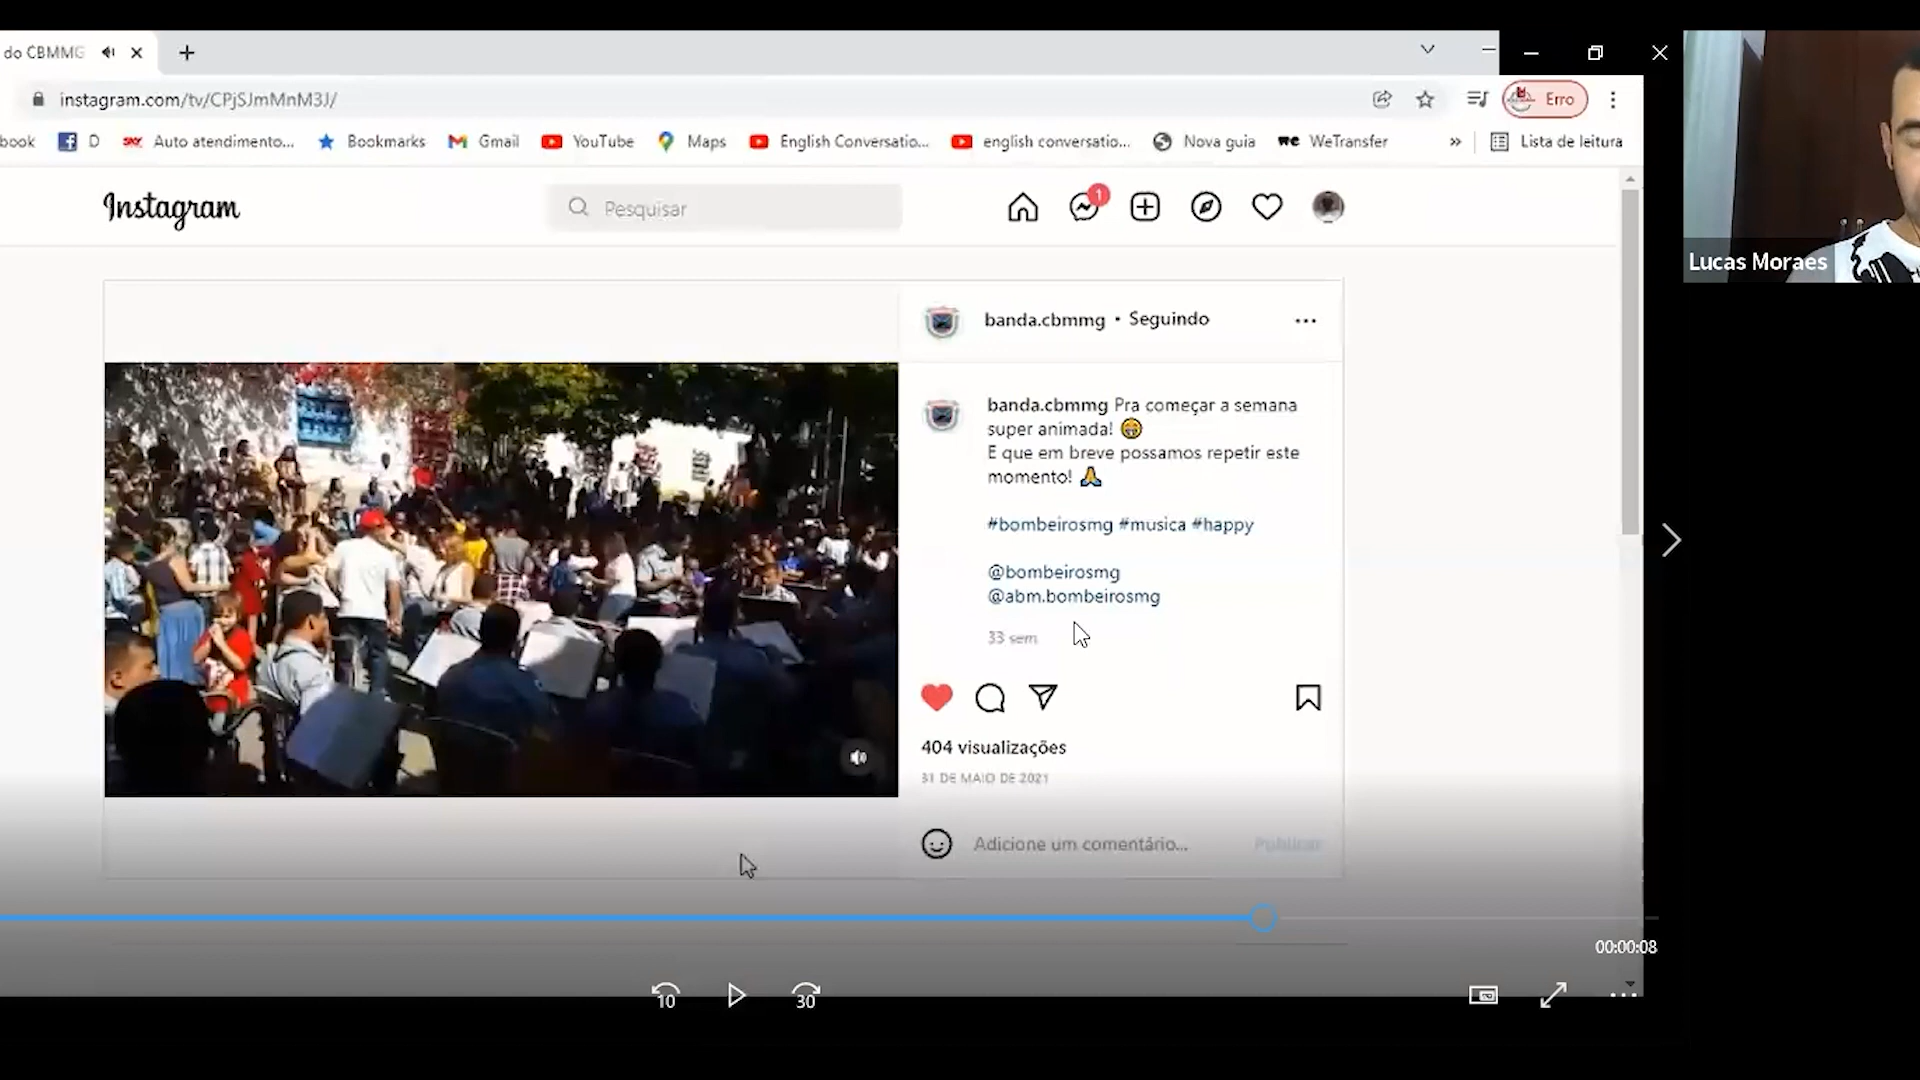 do CBMMG
instagram.com/tv/CPjSJmMnM3J/
Erro
book
D
Auto atendimento...
Bookmarks
Gmail
YouTube
Maps
English Conversatio...
english conversatio...
Nova guia
WeTransfer
»
Lista de leitura
Instagram
Pesquisar
1
Lucas Moraes
banda.cbmmg • Seguindo
banda.cbmmg Pra começar a semana
super animada! 😁
E que em breve possamos repetir este
momento! 🙏
#bombeirosmg #musica #happy
@bombeirosmg
@abm.bombeirosmg
33 sem
404 visualizações
31 DE MAIO DE 2021
Adicione um comentário...
Publicar
00:00:08
10
30